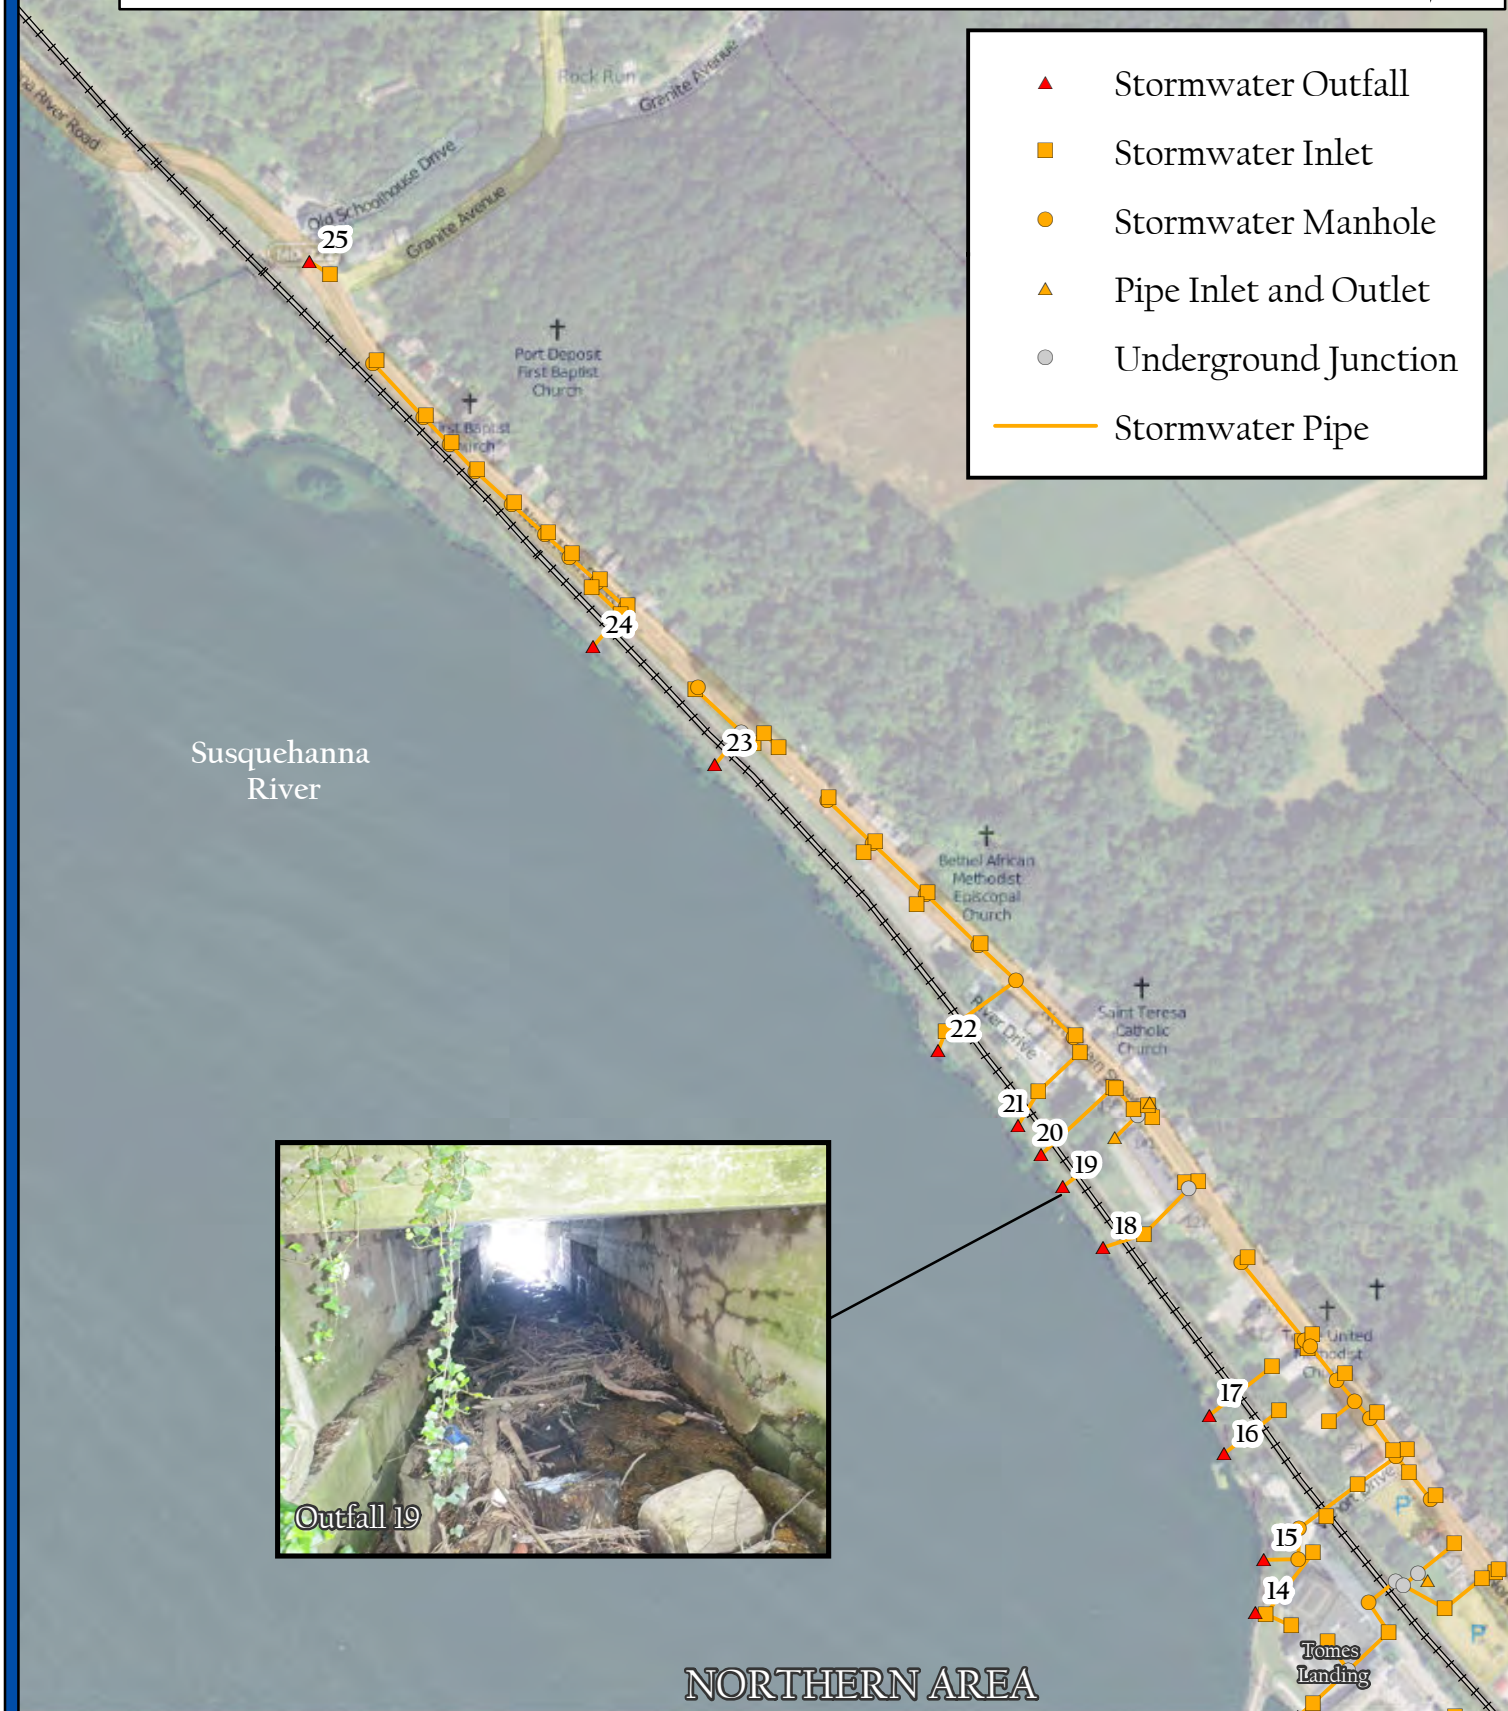 Stormwater Outfall
Stormwater Inlet
Stormwater Manhole
Pipe Inlet and Outlet
Underground Junction
Stormwater Pipe
Rock Run
Granite Avenue
River Road
Old Schoolhouse Drive
Granite Avenue
25
Port Deposit
First Baptist
Church
Baptist
24
23
Susquehanna
River
Bethel African
Methodist
Episcopal
Church
Saint Teresa
Catholic
Church
River Drive
22
21
20
19
18
17
16
15
14
United
P
P
Outfall 19
Tomes
Landing
NORTHERN AREA